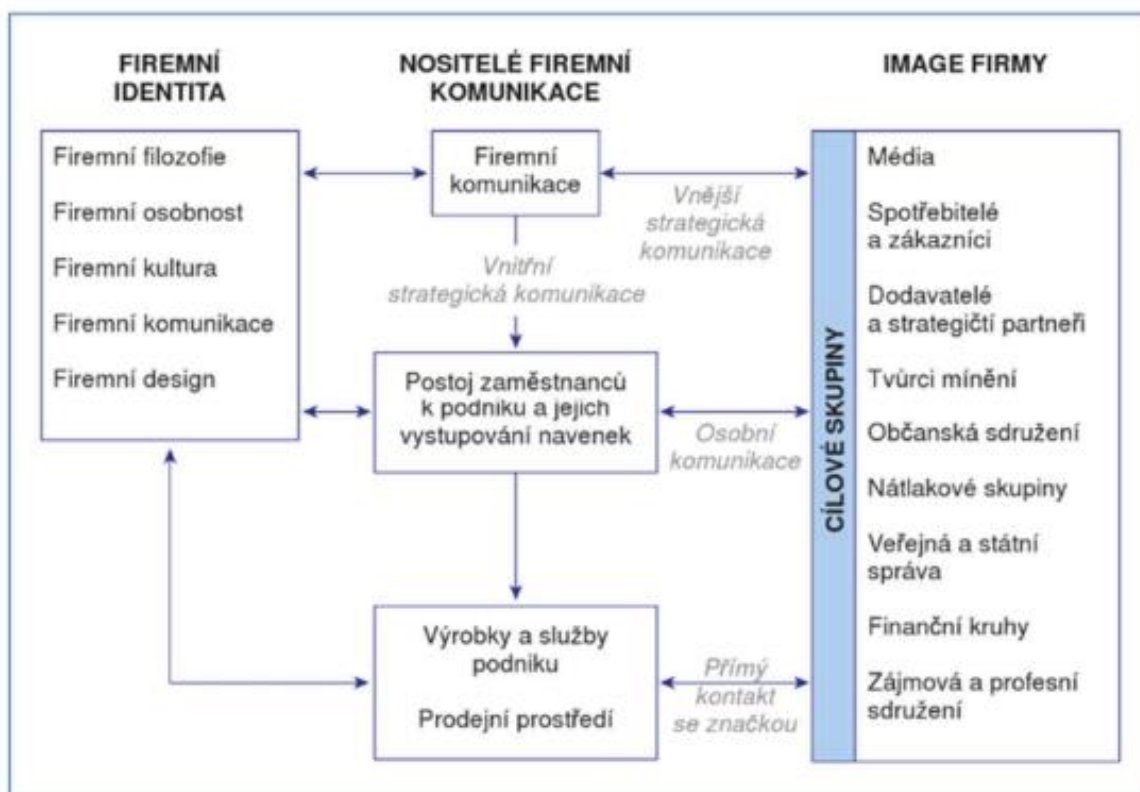 FIREMNÍ
IDENTITA
Firemní filozofie
Firemní osobnost
Firemní kultura
Firemní komunikace
Firemní design
NOSITELÉ FIREMNÍ
KOMUNIKACE
Firemní
komunikace
Vnitřní
strategická komunikace
Postoj zaměstnanců
k podniku a jejich
vystupování navenek
Výrobky a služby
podniku
Prodejní prostředí
Vnější
strategická
komunikace
Osobní
komunikace
Přímý
kontakt
se značkou
IMAGE FIRMY
CÍLOVÉ SKUPINY
Média
Spotřebitelé
a zákazníci
Dodavatelé
a strategičtí partneři
Tvůrci mínění
Občanská sdružení
Nátlakové skupiny
Veřejná a státní
správa
Finanční kruhy
Zájmová a profesní
sdružení